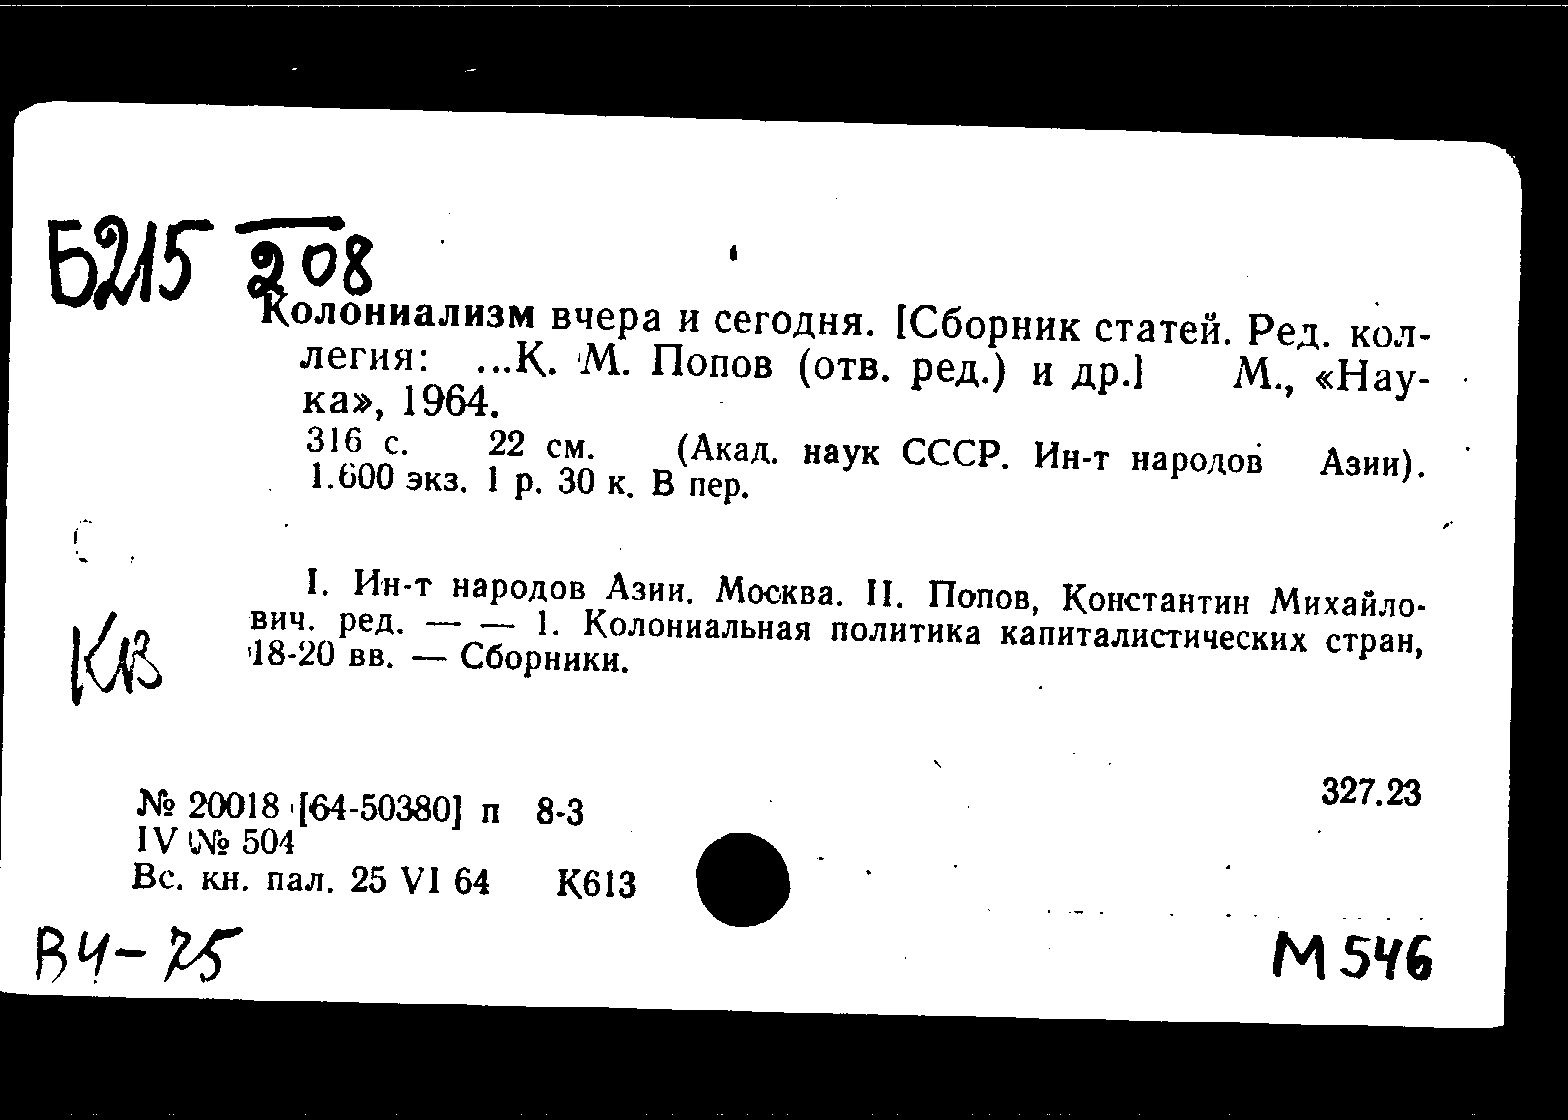 Б215 208
Колониализм вчера и сегодня. [Сборник статей. Ред. кол-
легия: ...К. М. Попов (отв. ред.) и др.] М., «Нау-
ка», 1964.
316 с. 22 см. (Акад. наук СССР. Ин-т народов Азии).
1.600 экз. 1 р. 30 к. В пер.
I. Ин-т народов Азии. Москва. II. Попов, Константин Михайло-
вич. ред. — — 1. Колониальная политика капиталистических стран,
18-20 вв. — Сборники.
КВ
327.23
№ 20018 [64-50380] п 8-3
IV № 504
Вс. кн. пал. 25 VI 64 К613
В4-75
М546